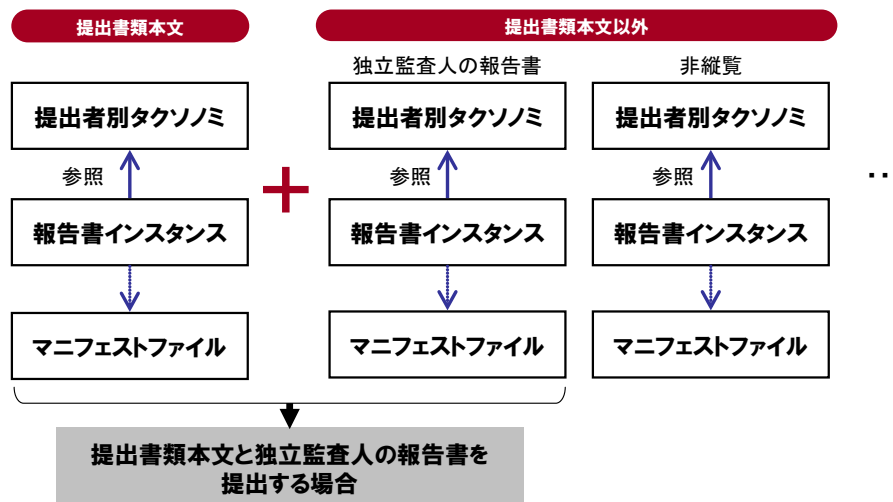 提出書類本文
提出書類本文以外
独立監査人の報告書
非縦覧
提出者別タクソノミ
提出者別タクソノミ
提出者別タクソノミ
参照
参照
参照
‥
報告書インスタンス
報告書インスタンス
報告書インスタンス
マニフェストファイル
マニフェストファイル
マニフェストファイル
提出書類本文と独立監査人の報告書を
提出する場合